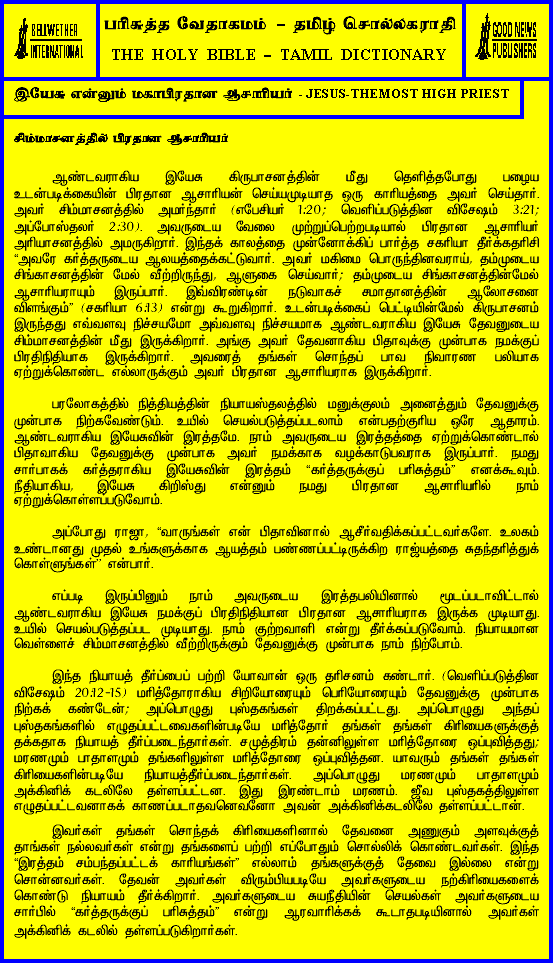 BELLWETHER
INTERNATIONAL
பரிசுத்த வேதாகமம் – தமிழ் சொல்லகராதி
THE HOLY BIBLE – TAMIL DICTIONARY
GOOD NEWS
PUBLISHERS
இயேசு என்னும் மகாபிரதான ஆசாரியர் - JESUS-THEMOST HIGH PRIEST
சிம்மாசனத்தில் பிரதான ஆசாரியர்
ஆண்டவராகிய இயேசு கிருபாசனத்தின் மீது தெளித்தபோது பழைய
உடன்படிக்கையின் பிரதான ஆசாரியன் செய்யமுடியாத ஒரு காரியத்தை அவர் செய்தார்.
அவர் சிம்மாசனத்தில் அமர்ந்தார் (எபேசியர் 1:20; வெளிப்படுத்தின விசேஷம் 3:21;
அப்போஸ்தலர் 2:30). அவருடைய வேலை முற்றுப்பெற்றபடியால் பிரதான ஆசாரியர்
அரியாசனத்தில் அமருகிறார். இந்தக் காலத்தை முன்னோக்கிப் பார்த்த சகரியா தீர்க்கதரிசி
“அவரே கர்த்தருடைய ஆலயத்தைக்கட்டுவார். அவர் மகிமை பொருந்தினவராய், தம்முடைய
சிங்காசனத்தின் மேல் வீற்றிருந்து, ஆளுகை செய்வார்; தம்முடைய சிங்காசனத்தின்மேல்
ஆசாரியராயும் இருப்பார். இவ்விரண்டின் நடுவாகச் சமாதானத்தின் ஆலோசனை
விளங்கும்” (சகரியா 6:13) என்று கூறுகிறார். உடன்படிக்கைப் பெட்டியின்மேல் கிருபாசனம்
இருந்தது எவ்வளவு நிச்சயமோ அவ்வளவு நிச்சயமாக ஆண்டவராகிய இயேசு தேவனுடைய
சிம்மாசனத்தின் மீது இருக்கிறார். அங்கு அவர் தேவனாகிய பிதாவுக்கு முன்பாக நமக்குப்
பிரதிநிதியாக இருக்கிறார். அவரைத் தங்கள் சொந்தப் பாவ நிவாரண பலியாக
ஏற்றுக்கொண்ட எல்லாருக்கும் அவர் பிரதான ஆசாரியராக இருக்கிறார்.
பரலோகத்தில் நித்தியத்தின் நியாயஸ்தலத்தில் மனுக்குலம் அனைத்தும் தேவனுக்கு
முன்பாக நிற்கவேண்டும். உயில் செயல்படுத்தப்படலாம் என்பதற்குரிய ஒரே ஆதாரம்.
ஆண்டவராகிய இயேசுவின் இரத்தமே. நாம் அவருடைய இரத்தத்தை ஏற்றுக்கொண்டால்
பிதாவாகிய தேவனுக்கு முன்பாக அவர் நமக்காக வழக்காடுபவராக இருப்பார். நமது
சார்பாகக் கர்த்தராகிய இயேசுவின் இரத்தம் “கர்த்தருக்குப் பரிசுத்தம்” எனக்கூவும்.
நீதியாகிய, இயேசு கிறிஸ்து என்னும் நமது பிரதான ஆசாரியரில் நாம்
ஏற்றுக்கொள்ளப்படுவோம்.
அப்போது ராஜா, “வாருங்கள் என் பிதாவினால் ஆசீர்வதிக்கப்பட்டவர்களே. உலகம்
உண்டானது முதல் உங்களுக்காக ஆயத்தம் பண்ணப்பட்டிருக்கிற ராஜ்யத்தை சுதந்தரித்துக்
கொள்ளுங்கள்” என்பார்.
எப்படி இருப்பினும் நாம் அவருடைய இரத்தபலியினால் மூடப்படாவிட்டால்
ஆண்டவராகிய இயேசு நமக்குப் பிரதிநிதியான பிரதான ஆசாரியராக இருக்க முடியாது.
உயில் செயல்படுத்தப்பட முடியாது. நாம் குற்றவாளி என்று தீர்க்கப்படுவோம். நியாயமான
வெள்ளைச் சிம்மாசனத்தில் வீற்றிருக்கும் தேவனுக்கு முன்பாக நாம் நிற்போம்.
இந்த நியாயத் தீர்ப்பைப் பற்றி யோவான் ஒரு தரிசனம் கண்டார். (வெளிப்படுத்தின
விசேஷம் 20:12-15) மரித்தோராகிய சிறியோரையும் பெரியோரையும் தேவனுக்கு முன்பாக
நிற்கக் கண்டேன்; அப்பொழுது புஸ்தகங்கள் திறக்கப்பட்டது. அப்பொழுது அந்தப்
புஸ்தகங்களில் எழுதப்பட்டவைகளின்படியே மரித்தோர் தங்கள் தங்கள் கிரியைகளுக்குத்
தக்கதாக நியாயத் தீர்ப்படைந்தார்கள். சமுத்திரம் தன்னிலுள்ள மரித்தோரை ஒப்புவித்தது;
மரணமும் பாதாளமும் தங்களிலுள்ள மரித்தோரை ஒப்புவித்தன. யாவரும் தங்கள் தங்கள்
கிரியைகளின்படியே நியாயத்தீர்ப்படைந்தார்கள். அப்பொழுது மரணமும் பாதாளமும்
அக்கினிக் கடலிலே தள்ளப்பட்டன. இது இரண்டாம் மரணம். ஜீவ புஸ்தகத்திலுள்ள
எழுதப்பட்டவனாகக் காணப்படாதவனெவனோ அவன் அக்கினிக்கடலிலே தள்ளப்பட்டான்.
இவர்கள் தங்கள் சொந்தக் கிரியைகளினால் தேவனை அணுகும் அளவுக்குத்
தாங்கள் நல்லவர்கள் என்று தங்களைப் பற்றி எப்போதும் சொல்லிக் கொண்டவர்கள். இந்த
“இரத்தம் சம்பந்தப்பட்டக் காரியங்கள்” எல்லாம் தங்களுக்குத் தேவை இல்லை என்று
சொன்னவர்கள். தேவன் அவர்கள் விரும்பியபடியே அவர்களுடைய நற்கிரியைகளைக்
கொண்டு நியாயம் தீர்க்கிறார். அவர்களுடைய சுயநீதியின் செயல்கள் அவர்களுடைய
சார்பில் “கர்த்தருக்குப் பரிசுத்தம்” என்று ஆரவாரிக்கக் கூடாதபடியினால் அவர்கள்
அக்கினிக் கடலில் தள்ளப்படுகிறார்கள்.